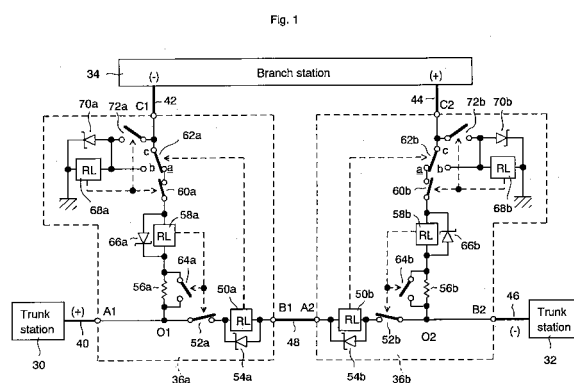 Fig. 1
34
(-)
Branch station
(+)
70a
72a
C1
42
44
C2
72b
70b
62a
62b
c
c
RL
b
a
a
b
RL
68a
60a
60b
68b
RL
58a
58b
RL
66a
66b
64a
64b
56a
50a
50b
56b
46
Trunk station
(+)
A1
RL
B1
A2
RL
B2
(-)
Trunk station
30
40
O1
52a
48
52b
O2
32
54a
54b
36a
36b